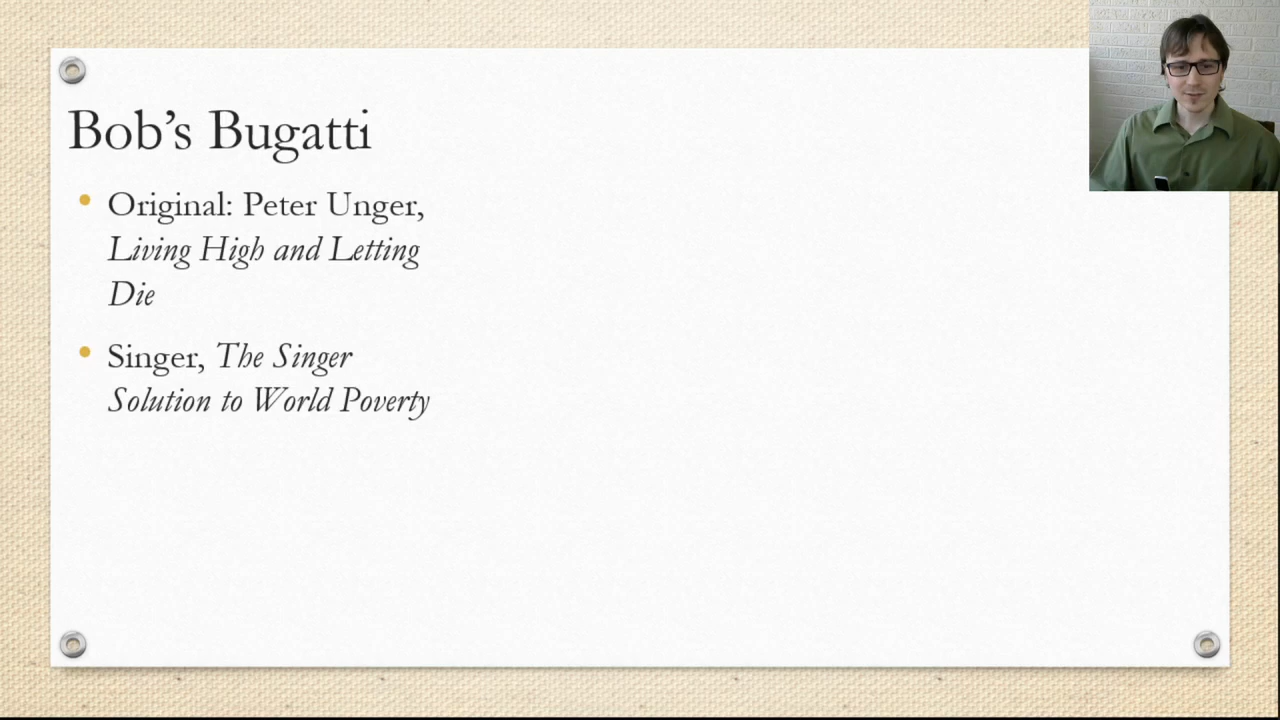 Bob’s Bugatti
Original: Peter Unger,
Living High and Letting
Die
Singer, The Singer
Solution to World Poverty